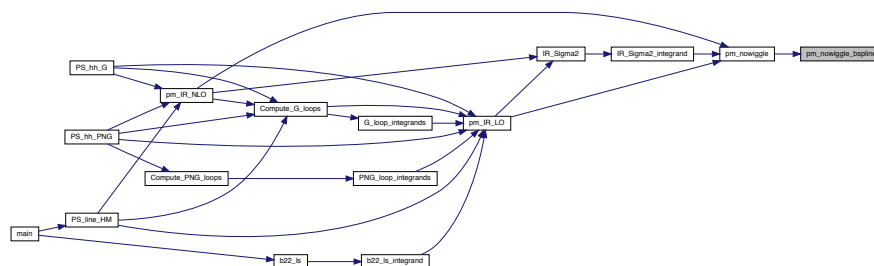 IR_Sigma2
IR_Sigma2_integrand
pm_nowiggle
pm_nowiggle_bspline
PS_hh_G
pm_IR_NLO
Compute_G_loops
G_loop_integrands
pm_IR_LO
PS_hh_PNG
Compute_PNG_loops
PNG_loop_integrands
PS_line_HM
main
b22_ls
b22_ls_integrand